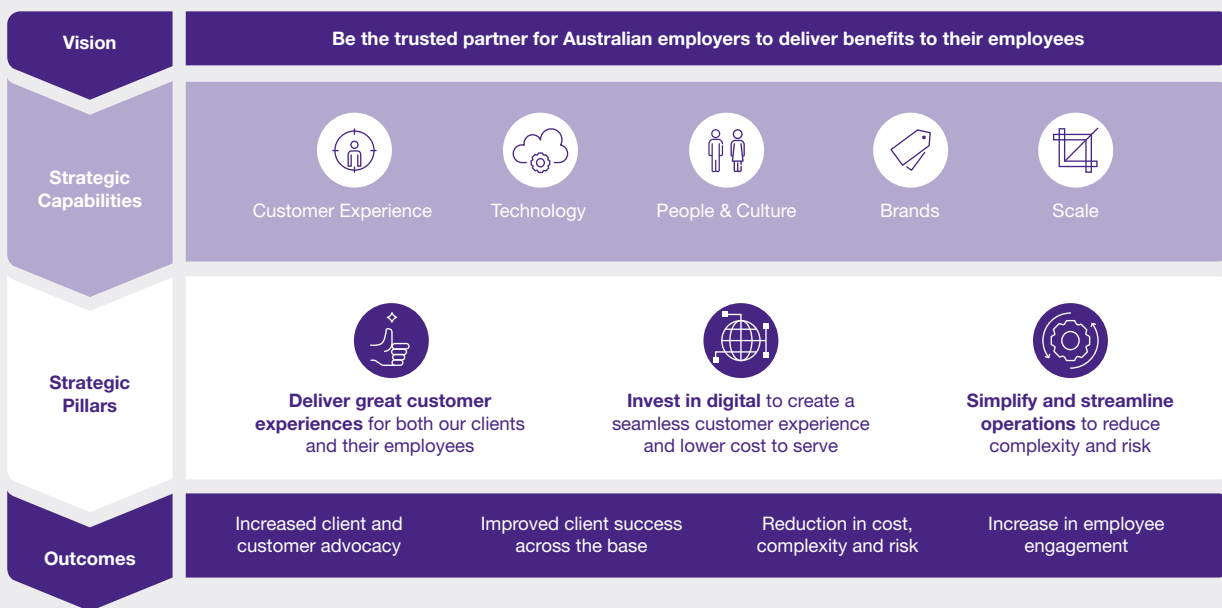 Vision
Be the trusted partner for Australian employers to deliver benefits to their employees
Strategic
Capabilities
Customer Experience
Technology
People & Culture
Brands
Scale
Strategic
Pillars
Deliver great customer
experiences for both our clients
and their employees
Invest in digital to create a
seamless customer experience
and lower cost to serve
Simplify and streamline
operations to reduce
complexity and risk
Outcomes
Increased client and
customer advocacy
Improved client success
across the base
Reduction in cost,
complexity and risk
Increase in employee
engagement